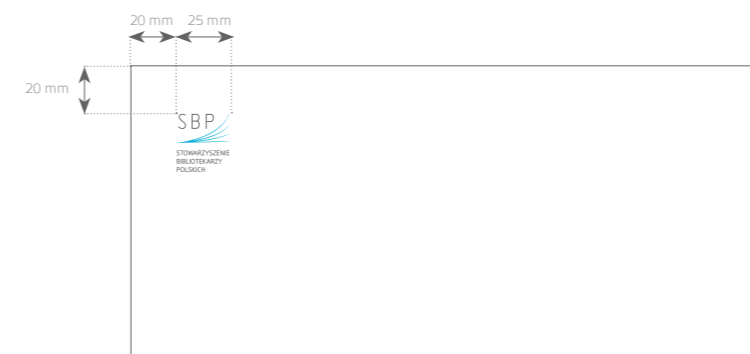 20 mm 25 mm
20 mm
SBP
STOWARZYSZENIE
BIBLIOTEKARZY
POLSKICH